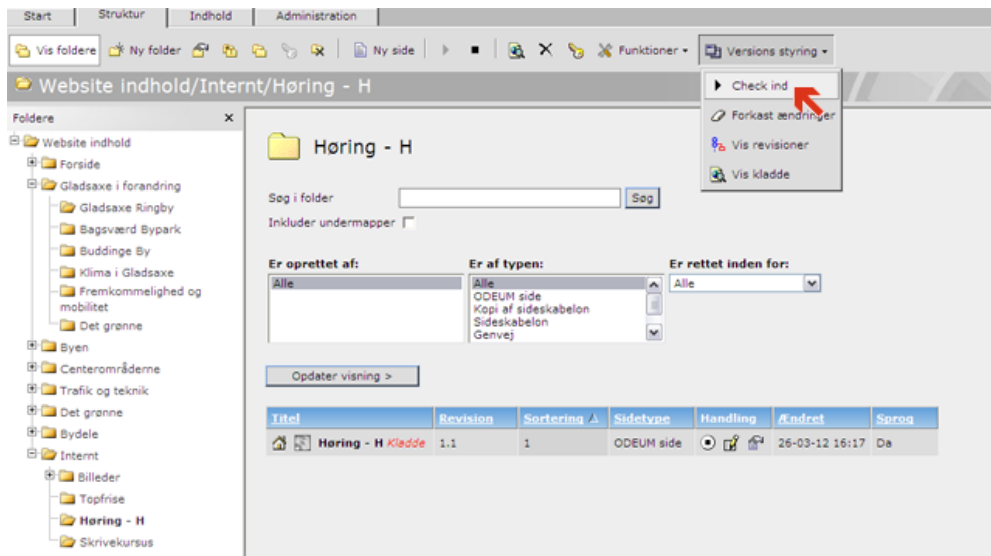 Start Struktur Indhold Administration
Vis foldere Ny folder Ny side Funktioner Versions styring
Website indhold/Internt/Høring - H
Check ind
Forkast ændringer
Vis revisioner
Vis kladde
Foldere x
Website indhold
Forside
Gladsaxe i forandring
Gladsaxe Ringby
Bagsværd Bypark
Buddinge By
Klima i Gladsaxe
Fremkommelighed og
mobilitet
Det grønne
Byen
Centerområderne
Trafik og teknik
Det grønne
Bydele
Internt
Billeder
Topfrise
Høring - H
Skrivekursus
Høring - H
Søg i folder Søg
Inkluder undermapper
Er oprettet af: Er af typen: Er rettet inden for:
Alle Alle Alle
ODEUM side
Kopi af sideskabelon
Sideskabelon
Genvej
Opdater visning >
Titel Revision Sortering Sidetype Handling Ændret Sprog
Høring - H Kladde 1.1 1 ODEUM side 26-03-12 16:17 Da